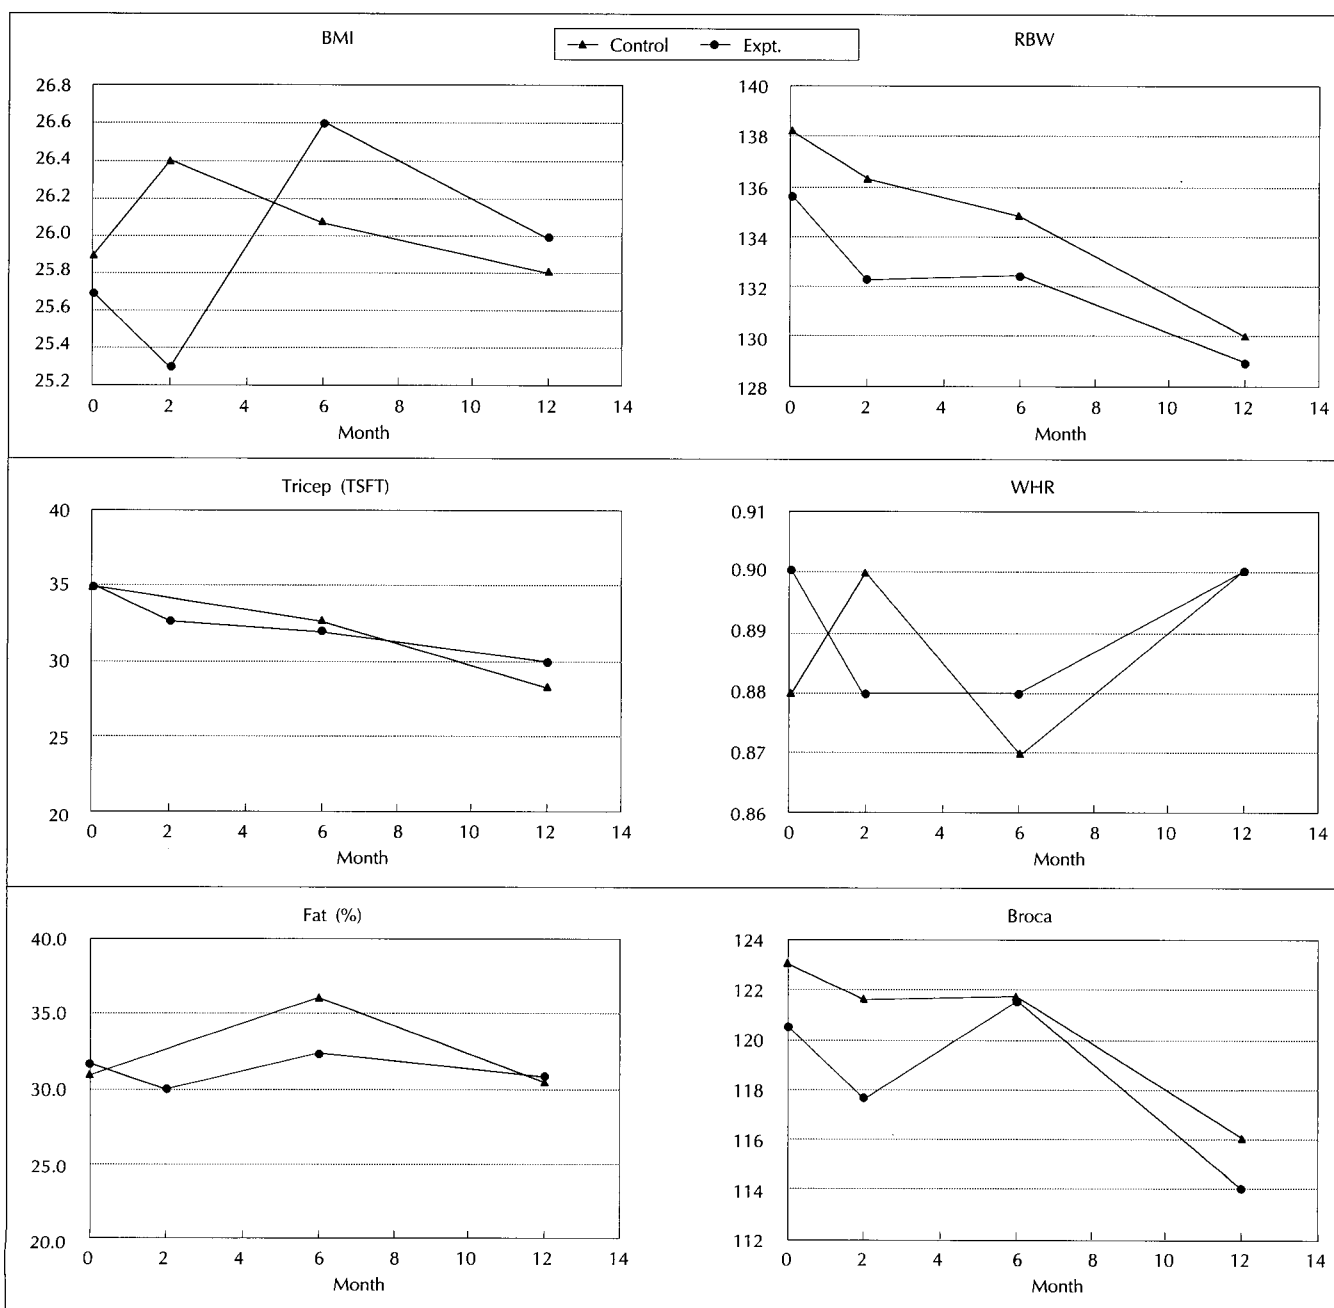 BMI
Control Expt.
RBW
26.8
26.6
26.4
26.2
26.0
25.8
25.6
25.4
25.2
0 2 4 6 8 10 12 14
Month
140
138
136
134
132
130
128
0 2 4 6 8 10 12 14
Month
Tricep (TSFT)
40
35
30
25
20
0 2 4 6 8 10 12 14
Month
WHR
0.91
0.90
0.89
0.88
0.87
0.86
0 2 4 6 8 10 12 14
Month
Fat (%)
40.0
35.0
30.0
25.0
20.0
0 2 4 6 8 10 12 14
Month
Broca
124
122
120
118
116
114
112
0 2 4 6 8 10 12 14
Month